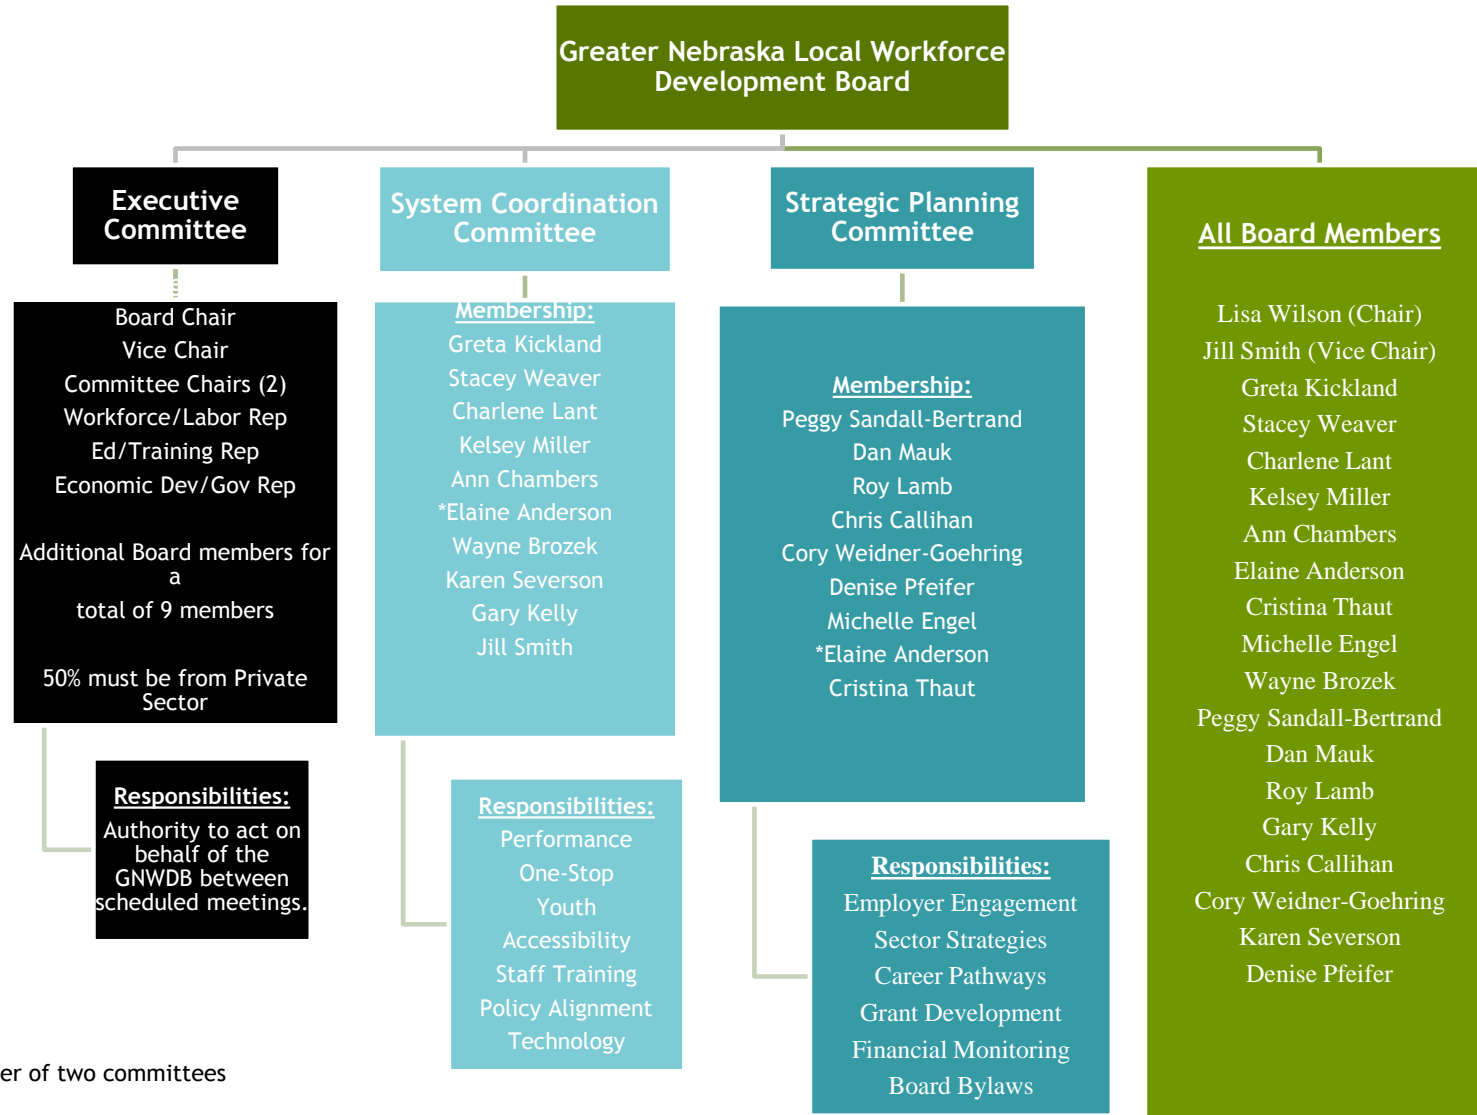 Greater Nebraska Local Workforce
Development Board
Executive
Committee
Board Chair
Vice Chair
Committee Chairs (2)
Workforce/Labor Rep
Ed/Training Rep
Economic Dev/Gov Rep
Additional Board members for
a
total of 9 members
50% must be from Private
Sector
Responsibilities:
Authority to act on
behalf of the
GNWDB between
scheduled meetings.
System Coordination
Committee
Membership:
Greta Kickland
Stacey Weaver
Charlene Lant
Kelsey Miller
Ann Chambers
*Elaine Anderson
Wayne Brozek
Karen Severson
Gary Kelly
Jill Smith
Responsibilities:
Performance
One-Stop
Youth
Accessibility
Staff Training
Policy Alignment
Technology
Strategic Planning
Committee
Membership:
Peggy Sandall-Bertrand
Dan Mauk
Roy Lamb
Chris Callihan
Cory Weidner-Goehring
Denise Pfeifer
Michelle Engel
*Elaine Anderson
Cristina Thaut
Responsibilities:
Employer Engagement
Sector Strategies
Career Pathways
Grant Development
Financial Monitoring
Board Bylaws
All Board Members
Lisa Wilson (Chair)
Jill Smith (Vice Chair)
Greta Kickland
Stacey Weaver
Charlene Lant
Kelsey Miller
Ann Chambers
Elaine Anderson
Cristina Thaut
Michelle Engel
Wayne Brozek
Peggy Sandall-Bertrand
Dan Mauk
Roy Lamb
Gary Kelly
Chris Callihan
Cory Weidner-Goehring
Karen Severson
Denise Pfeifer
er of two committees